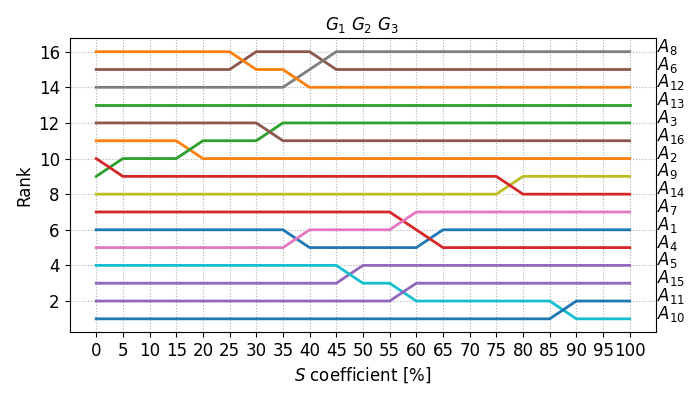 G₁ G₂ G₃
Rank
16
14
12
10
8
6
4
2
A₈
A₆
A₁₂
A₁₃
A₃
A₁₆
A₂
A₉
A₁₄
A₇
A₁
A₄
A₅
A₁₅
A₁₁
A₁₀
0 5 10 15 20 25 30 35 40 45 50 55 60 65 70 75 80 85 90 95 100
S coefficient [%]